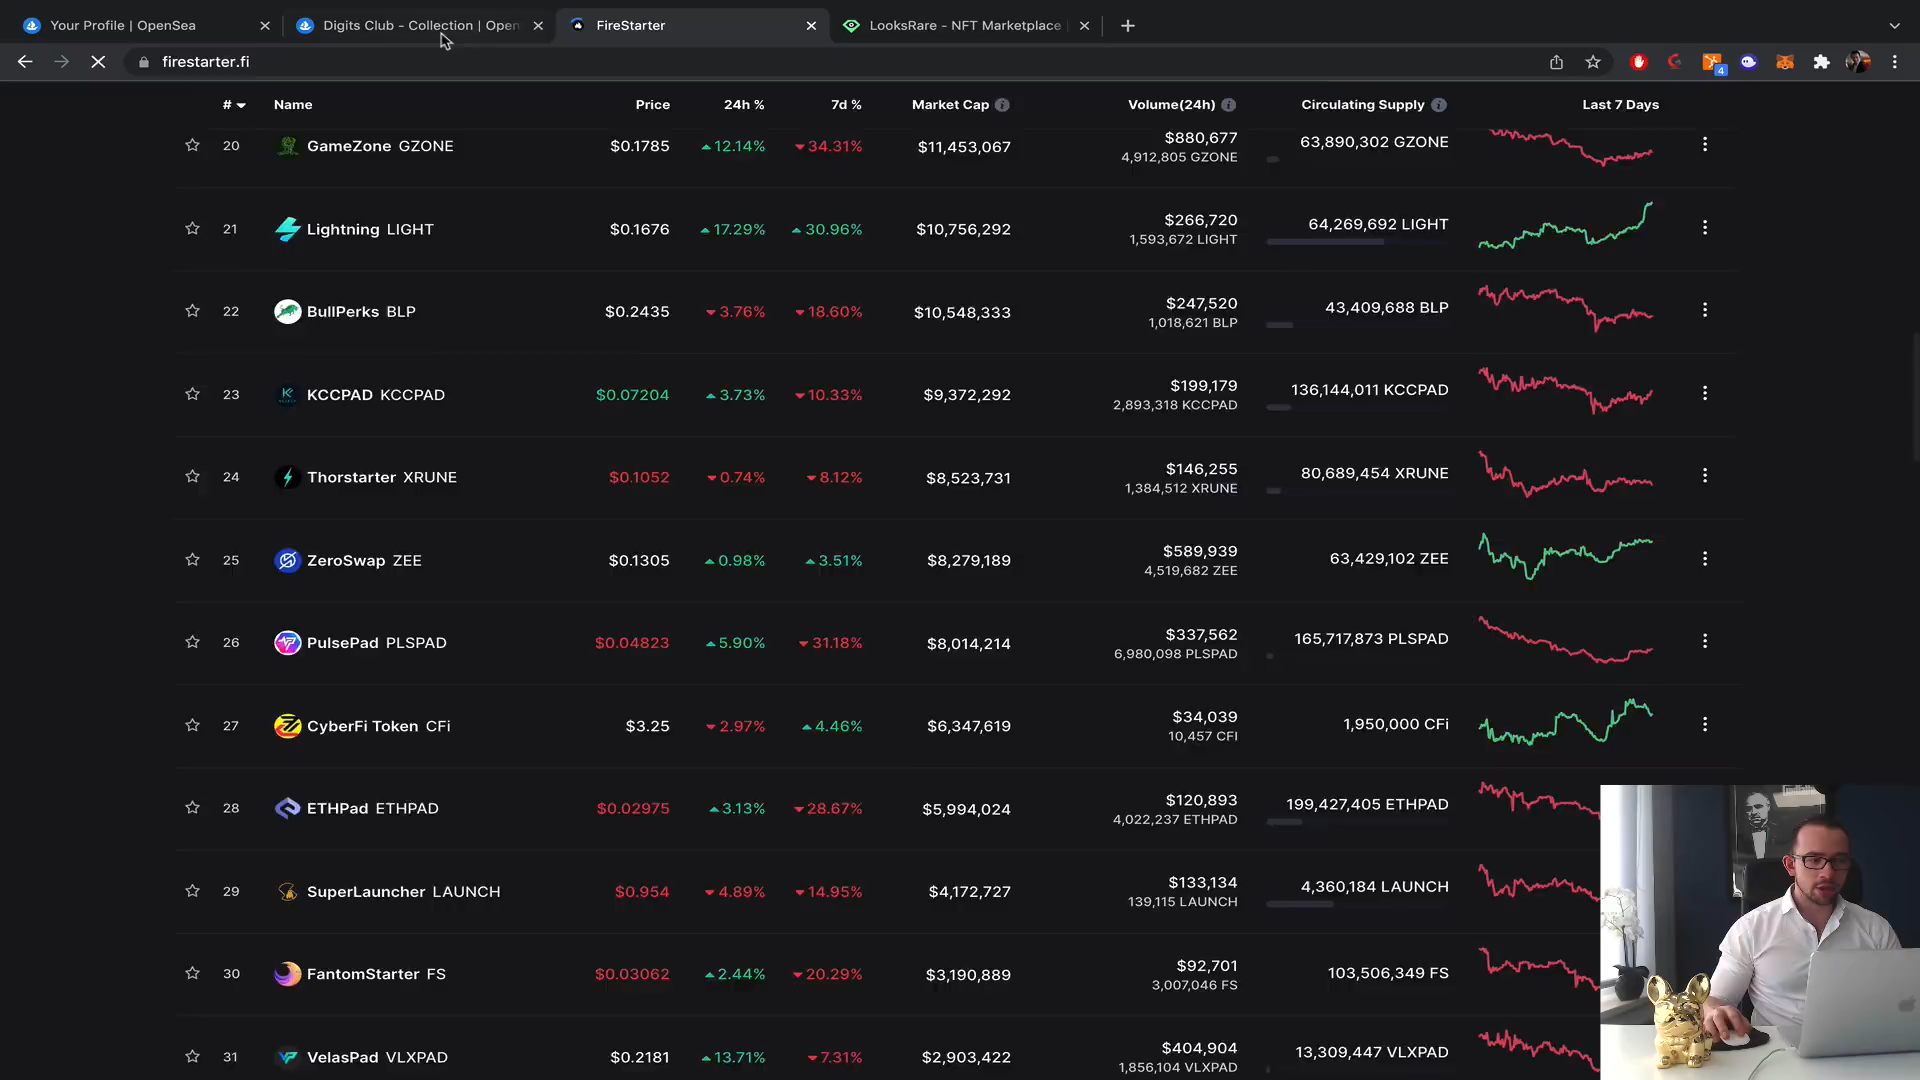 Your Profile | OpenSea
Digits Club - Collection | Open
FireStarter
LooksRare - NFT Marketplace
firestarter.fi
4
# Name Price 24h % 7d % Market Cap Volume(24h) Circulating Supply Last 7 Days
20 GameZone GZONE $0.1785 12.14% 34.31% $11,453,067 $880,677 63,890,302 GZONE
4,912,805 GZONE
21 Lightning LIGHT $0.1676 17.29% 30.96% $10,756,292 $266,720 64,269,692 LIGHT
1,593,672 LIGHT
22 BullPerks BLP $0.2435 3.76% 18.60% $10,548,333 $247,520 43,409,688 BLP
1,018,621 BLP
23 KCCPAD KCCPAD $0.07204 3.73% 10.33% $9,372,292 $199,179 136,144,011 KCCPAD
2,893,318 KCCPAD
24 Thorstarter XRUNE $0.1052 0.74% 8.12% $8,523,731 $146,255 80,689,454 XRUNE
1,384,512 XRUNE
25 ZeroSwap ZEE $0.1305 0.98% 3.51% $8,279,189 $589,939 63,429,102 ZEE
4,519,682 ZEE
26 PulsePad PLSPAD $0.04823 5.90% 31.18% $8,014,214 $337,562 165,717,873 PLSPAD
6,980,098 PLSPAD
27 CyberFi Token CFi $3.25 2.97% 4.46% $6,347,619 $34,039 1,950,000 CFi
10,457 CFI
28 ETHPad ETHPAD $0.02975 3.13% 28.67% $5,994,024 $120,893 199,427,405 ETHPAD
4,022,237 ETHPAD
29 SuperLauncher LAUNCH $0.954 4.89% 14.95% $4,172,727 $133,134 4,360,184 LAUNCH
139,115 LAUNCH
30 FantomStarter FS $0.03062 2.44% 20.29% $3,190,889 $92,701 103,506,349 FS
3,007,046 FS
31 VelasPad VLXPAD $0.2181 13.71% 7.31% $2,903,422 $404,904 13,309,447 VLXPAD
1,856,104 VLXPAD